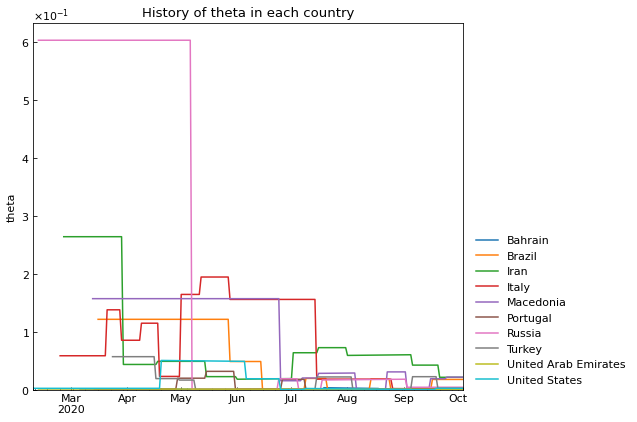 History of theta in each country
×10⁻¹
6
5
4
3
2
1
0
theta
Mar Apr May Jun Jul Aug Sep Oct
2020
Bahrain
Brazil
Iran
Italy
Macedonia
Portugal
Russia
Turkey
United Arab Emirates
United States